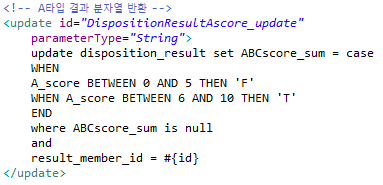 <!-- A타입 결과 분자열 반환 -->
<update id="DispositionResultAscore_update"
parameterType="String">
update disposition_result set ABCscore_sum = case
WHEN
A_score BETWEEN 0 AND 5 THEN 'F'
WHEN A_score BETWEEN 6 AND 10 THEN 'T'
END
where ABCscore_sum is null
and
result_member_id = #{id}
</update>